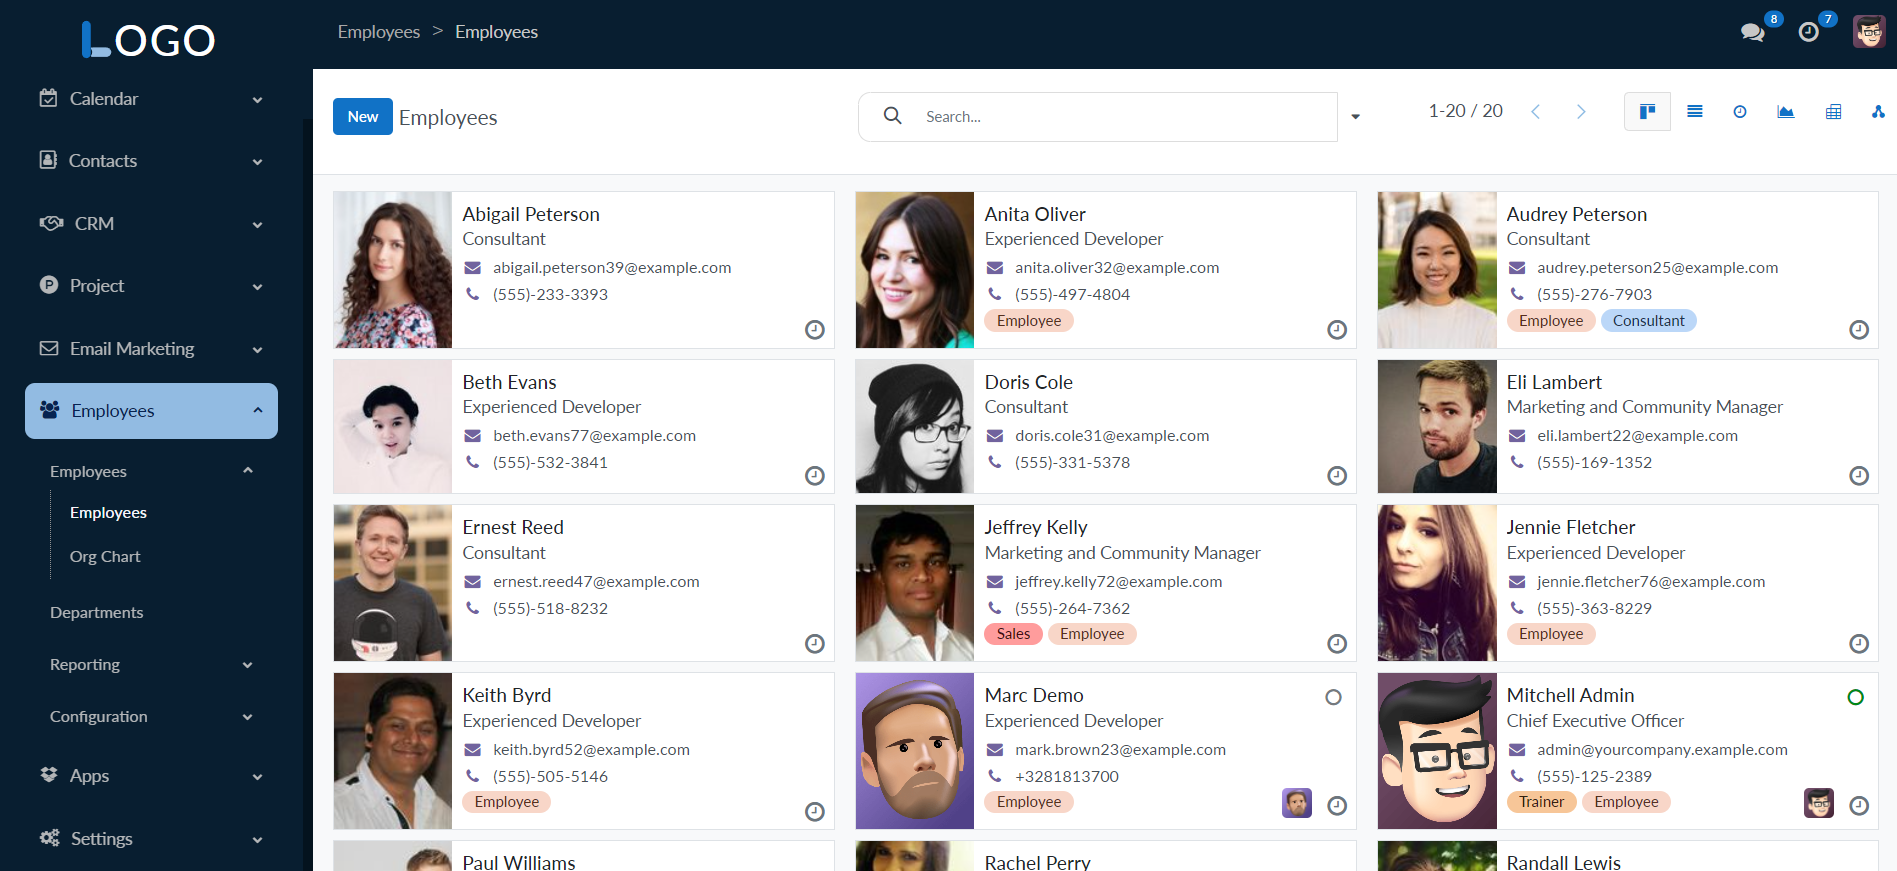 LOGO
Employees > Employees
8
7
Calendar
Contacts
CRM
Project
Email Marketing
Employees
Employees
Employees
Org Chart
Departments
Reporting
Configuration
Apps
Settings
New Employees
Search...
1-20 / 20
Abigail Peterson
Consultant
abigail.peterson39@example.com
(555)-233-3393
Anita Oliver
Experienced Developer
anita.oliver32@example.com
(555)-497-4804
Employee
Audrey Peterson
Consultant
audrey.peterson25@example.com
(555)-276-7903
Employee Consultant
Beth Evans
Experienced Developer
beth.evans77@example.com
(555)-532-3841
Doris Cole
Consultant
doris.cole31@example.com
(555)-331-5378
Eli Lambert
Marketing and Community Manager
eli.lambert22@example.com
(555)-169-1352
Ernest Reed
Consultant
ernest.reed47@example.com
(555)-518-8232
Jeffrey Kelly
Marketing and Community Manager
jeffrey.kelly72@example.com
(555)-264-7362
Sales Employee
Jennie Fletcher
Experienced Developer
jennie.fletcher76@example.com
(555)-363-8229
Employee
Keith Byrd
Experienced Developer
keith.byrd52@example.com
(555)-505-5146
Employee
Marc Demo
Experienced Developer
mark.brown23@example.com
+3281813700
Employee
Mitchell Admin
Chief Executive Officer
admin@yourcompany.example.com
(555)-125-2389
Trainer Employee
Paul Williams
Rachel Perry
Randall Lewis